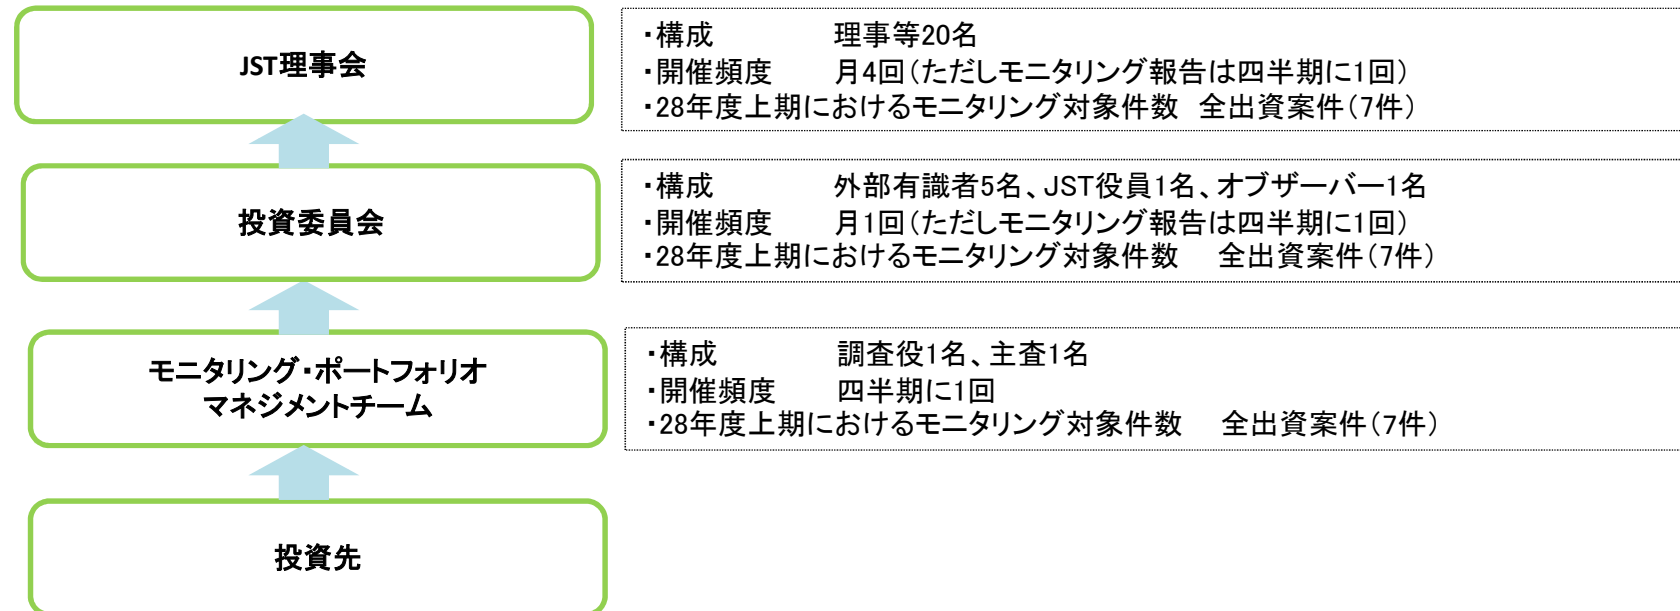 JST理事会
・構成　理事等20名
・開催頻度　月4回（ただしモニタリング報告は四半期に1回）
・28年度上期におけるモニタリング対象件数　全出資案件（7件）
投資委員会
・構成　外部有識者5名、JST役員1名、オブザーバー1名
・開催頻度　月1回（ただしモニタリング報告は四半期に1回）
・28年度上期におけるモニタリング対象件数　全出資案件（7件）
モニタリング・ポートフォリオ
マネジメントチーム
・構成　調査役1名、主査1名
・開催頻度　四半期に1回
・28年度上期におけるモニタリング対象件数　全出資案件（7件）
投資先